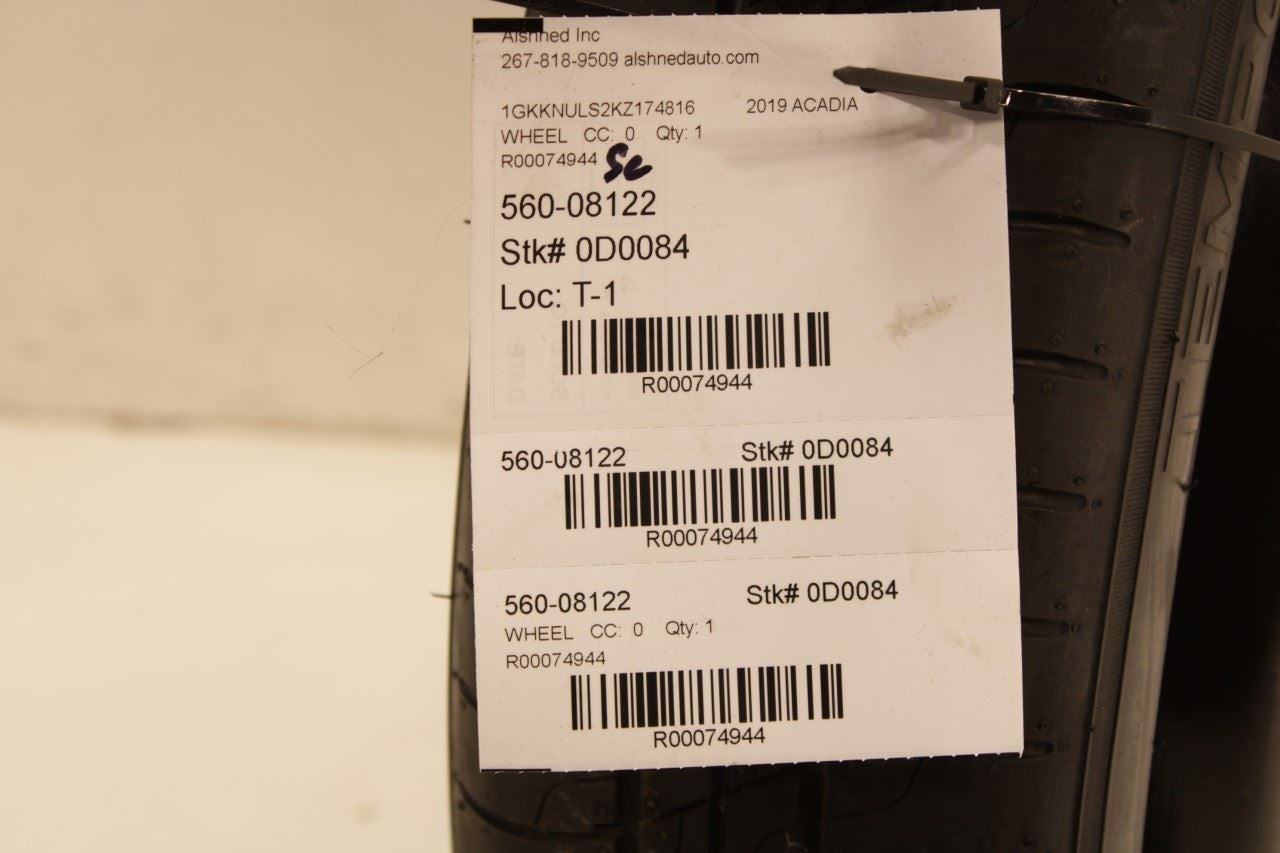 Alshned Inc
267-818-9509 alshnedauto.com
1GKKNULS2KZ174816 2019 ACADIA
WHEEL CC: 0 Qty: 1
R00074944
560-08122
Stk# 0D0084
Loc: T-1
R00074944
560-08122 Stk# 0D0084
R00074944
560-08122 Stk# 0D0084
WHEEL CC: 0 Qty: 1
R00074944
R00074944